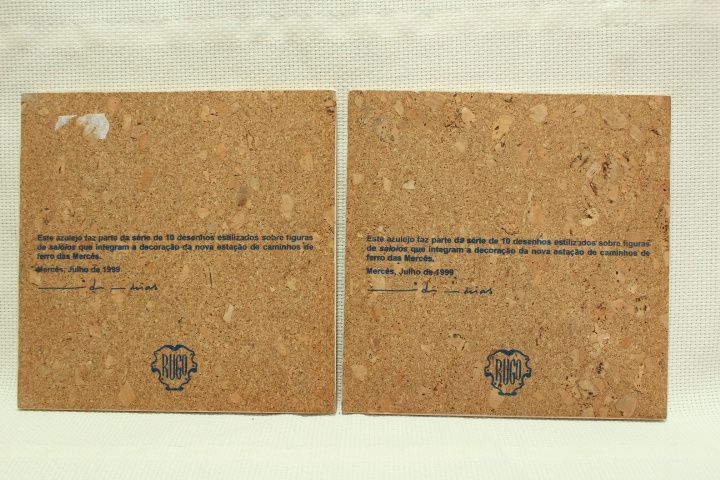 Este azulejo faz parte da série de 10 desenhos estilizados sobre figuras
de saloios que integram a decoração da nova estação de caminhos de
ferro das Mercês.
Mercês, Julho de 1999
RUGO
Este azulejo faz parte da série de 10 desenhos estilizados sobre figuras
de saloios que integram a decoração da nova estação de caminhos de
ferro das Mercês.
Mercês, Julho de 1999
RUGO